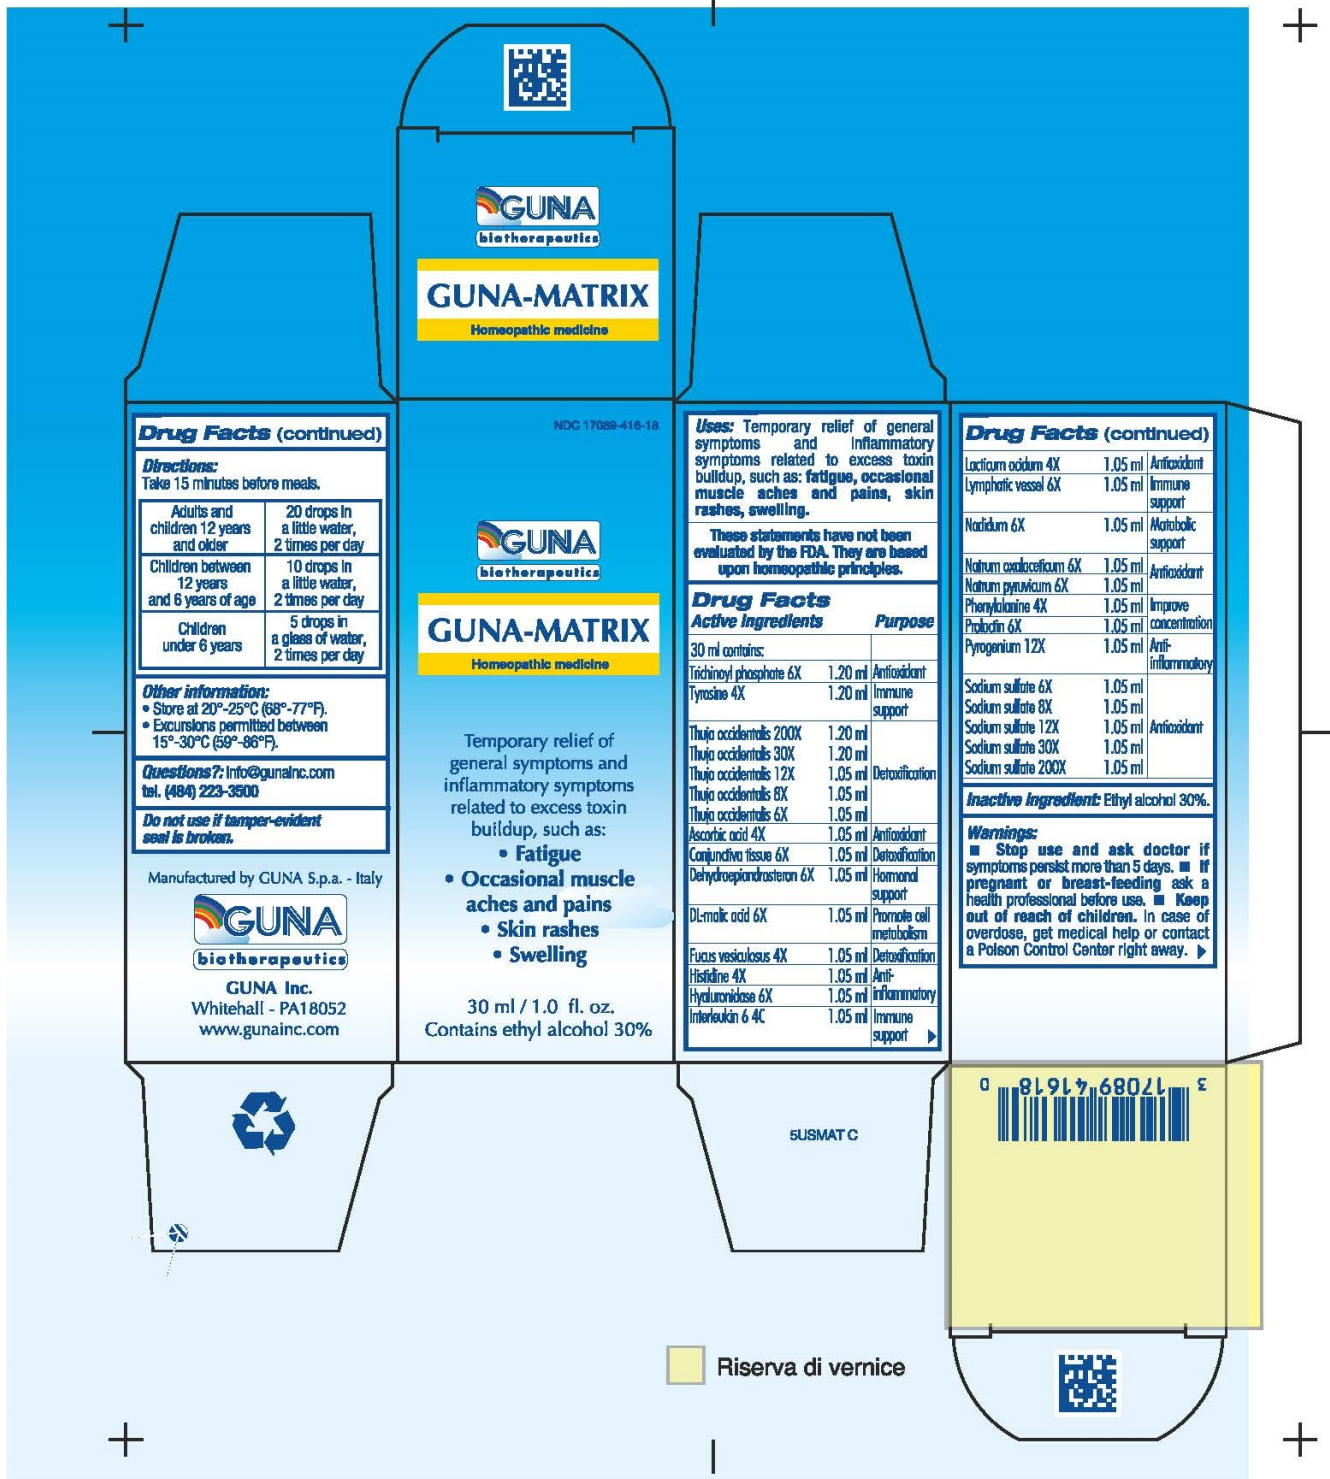 GUNA
biotherapeutics
GUNA-MATRIX
Homeopathic medicine
Drug Facts (continued)
Directions:
Take 15 minutes before meals.
Adults and
children 12 years
and older
20 drops in
a little water,
2 times per day
Children between
12 years
and 6 years of age
10 drops in
a little water,
2 times per day
Children
under 6 years
5 drops in
a glass of water,
2 times per day
Other information:
• Store at 20°-25°C (68°-77°F).
• Excursions permitted between
15°-30°C (59°-86°F).
Questions?: info@gunainc.com
tel. (484) 223-3500
Do not use if tamper-evident
seal is broken.
Manufactured by GUNA S.p.a. - Italy
GUNA
biotherapeutics
GUNA Inc.
Whitehall - PA18052
www.gunainc.com
NDC 17089-416-18
GUNA
biotherapeutics
GUNA-MATRIX
Homeopathic medicine
Temporary relief of
general symptoms and
inflammatory symptoms
related to excess toxin
buildup, such as:
• Fatigue
• Occasional muscle
aches and pains
• Skin rashes
• Swelling
30 ml / 1.0 fl. oz.
Contains ethyl alcohol 30%
Uses: Temporary relief of general
symptoms and inflammatory
symptoms related to excess toxin
buildup, such as: fatigue, occasional
muscle aches and pains, skin
rashes, swelling.
These statements have not been
evaluated by the FDA. They are based
upon homeopathic principles.
Drug Facts
Active Ingredients Purpose
30 ml contains:
Trichinoyl phosphate 6X 1.20 ml Antioxidant
Tyrosine 4X 1.20 ml Immune
support
Thuja occidentalis 200X 1.20 ml
Thuja occidentalis 30X 1.20 ml
Thuja occidentalis 12X 1.05 ml Detoxification
Thuja occidentalis 8X 1.05 ml
Thuja occidentalis 6X 1.05 ml
Ascorbic acid 4X 1.05 ml Antioxidant
Conjunctiva tissue 6X 1.05 ml Detoxification
Dehydroepiandrosteron 6X 1.05 ml Hormonal
support
DL-malic acid 6X 1.05 ml Promote cell
metabolism
Fucus vesiculosus 4X 1.05 ml Detoxification
Histidine 4X 1.05 ml Anti-
Hyaluronidase 6X 1.05 ml inflammatory
Interleukin 6 4C 1.05 ml Immune
support
Drug Facts (continued)
Lacticum acidum 4X 1.05 ml Antioxidant
Lymphatic vessel 6X 1.05 ml Immune
support
Nadidum 6X 1.05 ml Metabolic
support
Natrum oxalaceticum 6X 1.05 ml Antioxidant
Natrum pyruvicum 6X 1.05 ml
Phenylalanine 4X 1.05 ml Improve
Prolactin 6X 1.05 ml concentration
Pyrogenium 12X 1.05 ml Anti-
inflammatory
Sodium sulfate 6X 1.05 ml
Sodium sulfate 8X 1.05 ml
Sodium sulfate 12X 1.05 ml Antioxidant
Sodium sulfate 30X 1.05 ml
Sodium sulfate 200X 1.05 ml
Inactive Ingredient: Ethyl alcohol 30%.
Warnings:
■ Stop use and ask doctor if
symptoms persist more than 5 days. ■ If
pregnant or breast-feeding ask a
health professional before use. ■ Keep
out of reach of children. In case of
overdose, get medical help or contact
a Poison Control Center right away.
3 17089 41618 0
5USMAT C
Riserva di vernice